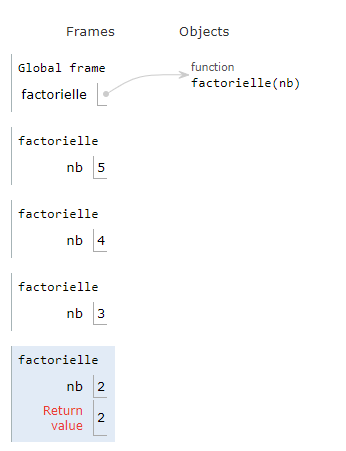 Frames Objects
Global frame
factorielle
function
factorielle(nb)
factorielle
nb 5
factorielle
nb 4
factorielle
nb 3
factorielle
nb 2
Return
value 2